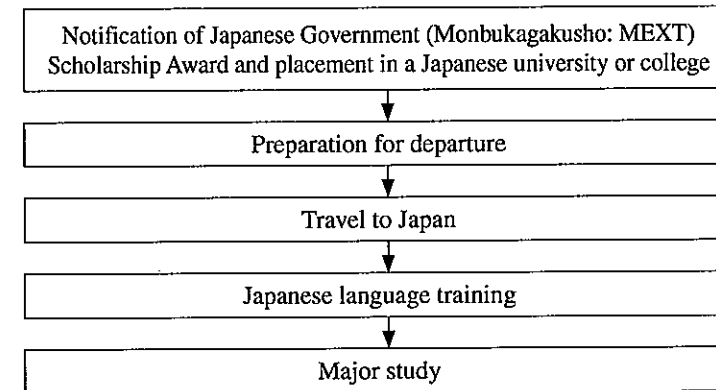 Notification of Japanese Government (Monbukagakusho: MEXT)
Scholarship Award and placement in a Japanese university or college
Preparation for departure
Travel to Japan
Japanese language training
Major study